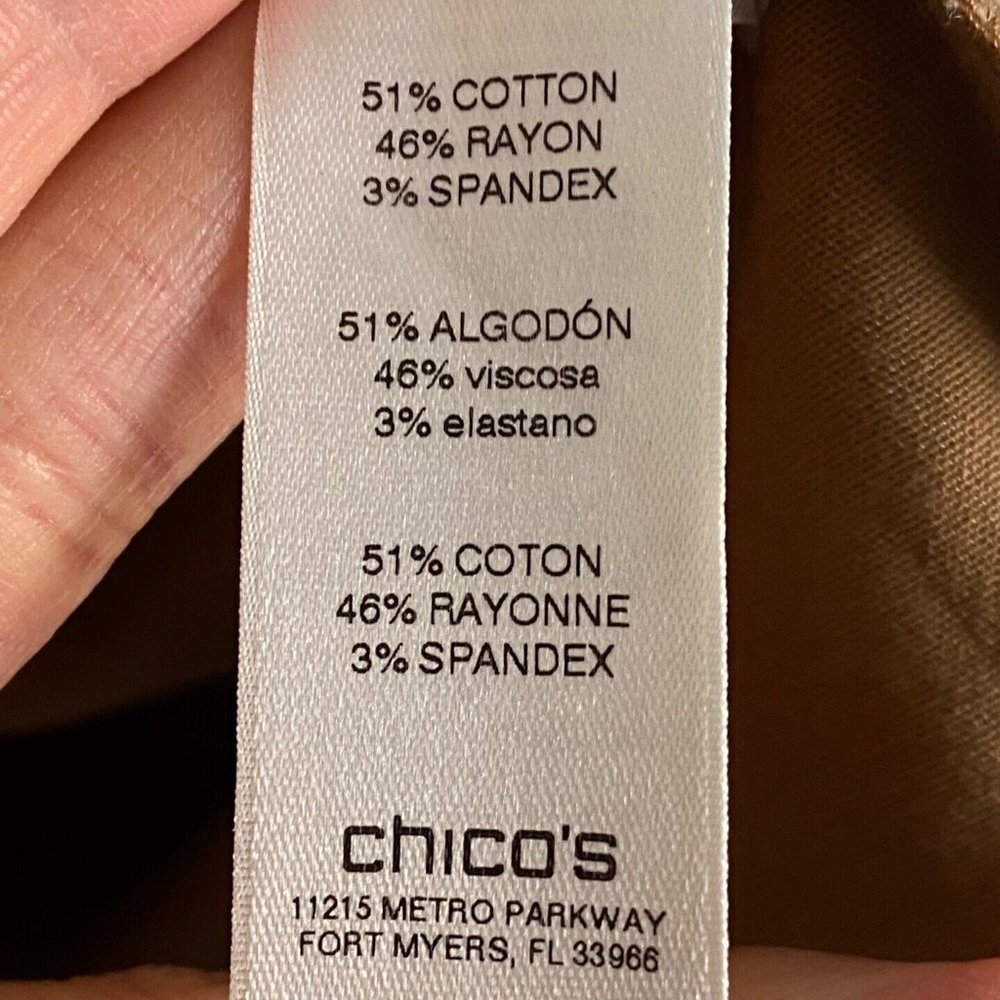 51% COTTON
46% RAYON
3% SPANDEX
51% ALGODÓN
46% viscosa
3% elastano
51% COTON
46% RAYONNE
3% SPANDEX
chico's
11215 METRO PARKWAY
FORT MYERS, FL 33966